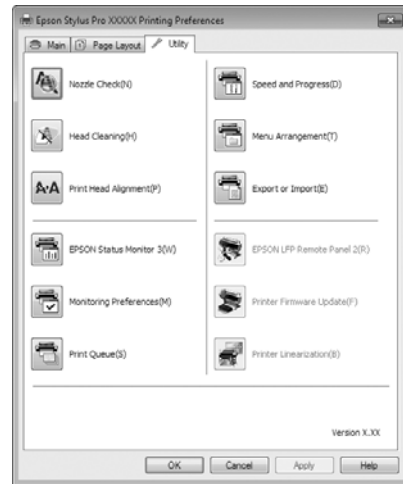 Epson Stylus Pro XXXXX Printing Preferences
Main Page Layout Utility
Nozzle Check(N)
Speed and Progress(D)
Head Cleaning(H)
Menu Arrangement(T)
Print Head Alignment(P)
Export or Import(E)
EPSON Status Monitor 3(W)
EPSON LFP Remote Panel 2(R)
Monitoring Preferences(M)
Printer Firmware Update(F)
Print Queue(S)
Printer Linearization(B)
Version X.XX
OK Cancel Apply Help